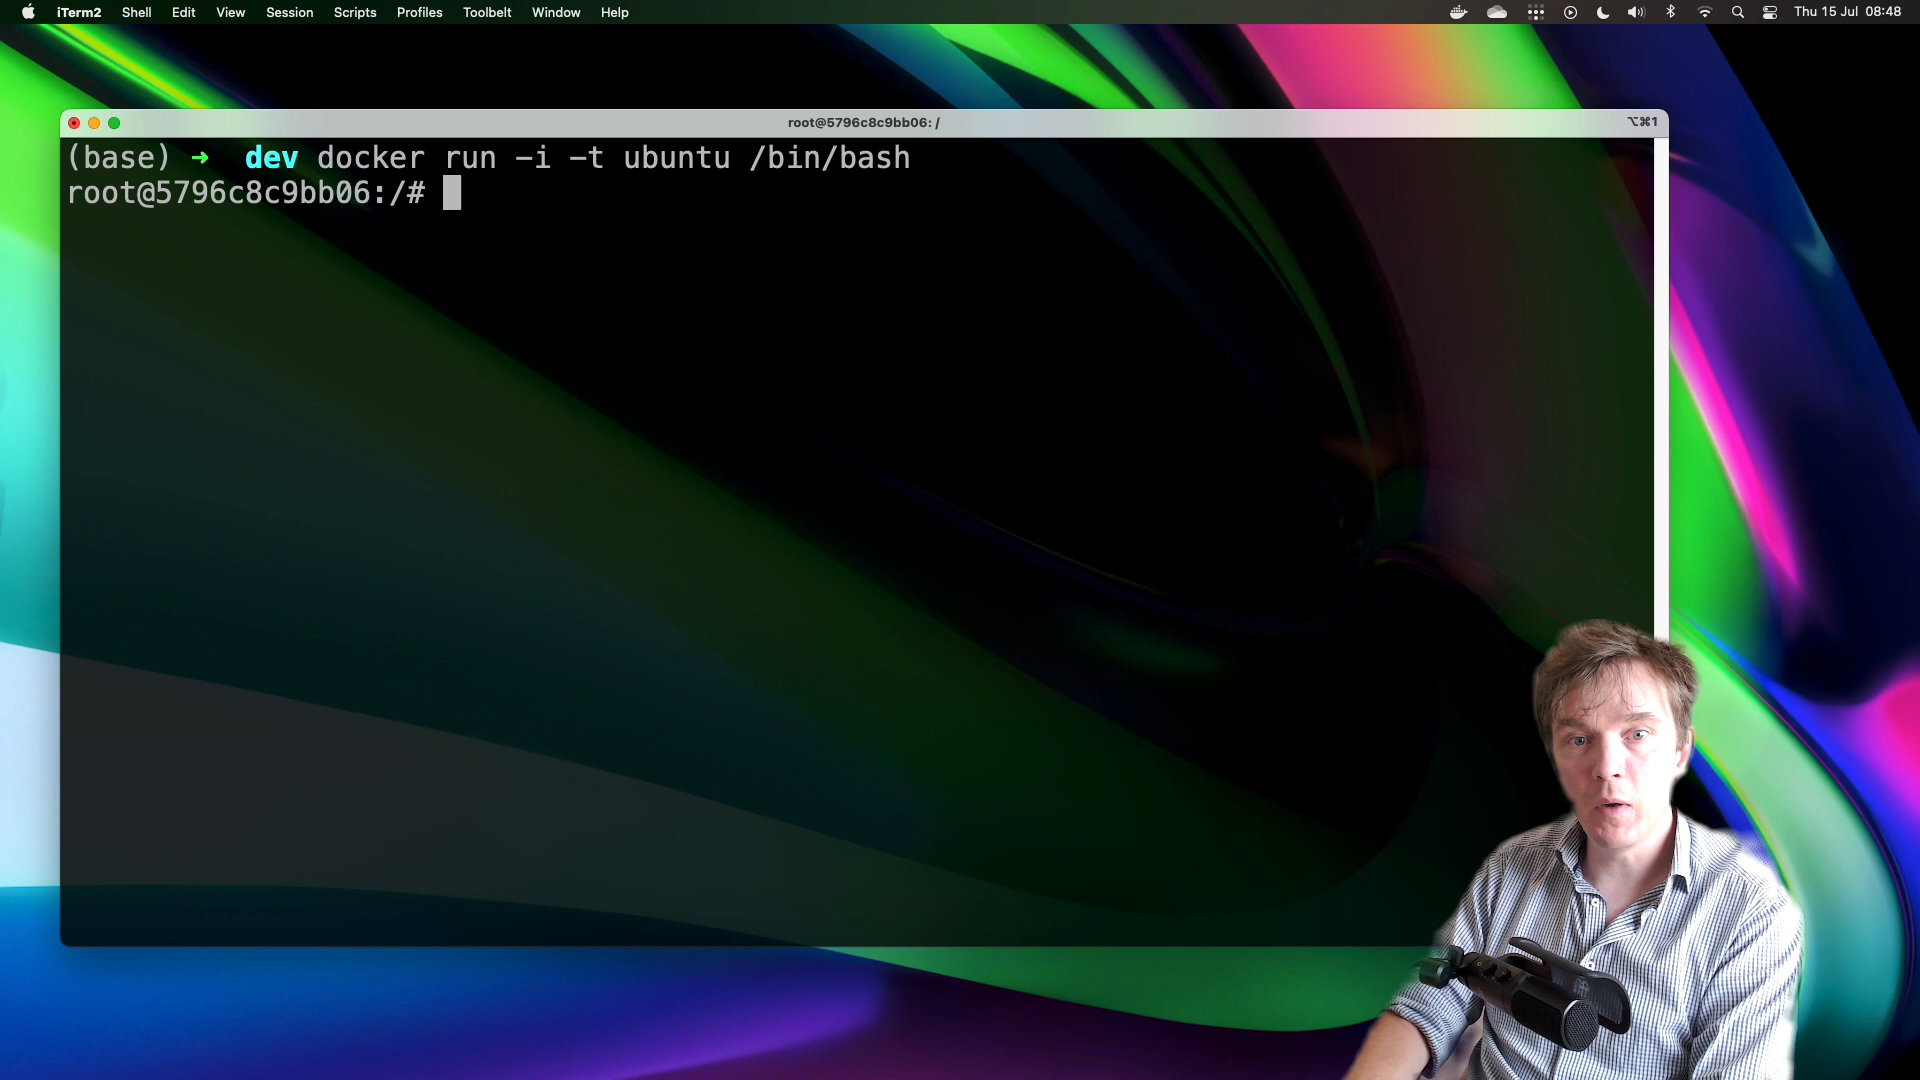 iTerm2 Shell Edit View Session Scripts Profiles Toolbelt Window Help Thu 15 Jul 08:48
root@5796c8c9bb06: / ⌥⌘1
(base) ➜ dev docker run -i -t ubuntu /bin/bash
root@5796c8c9bb06:/#